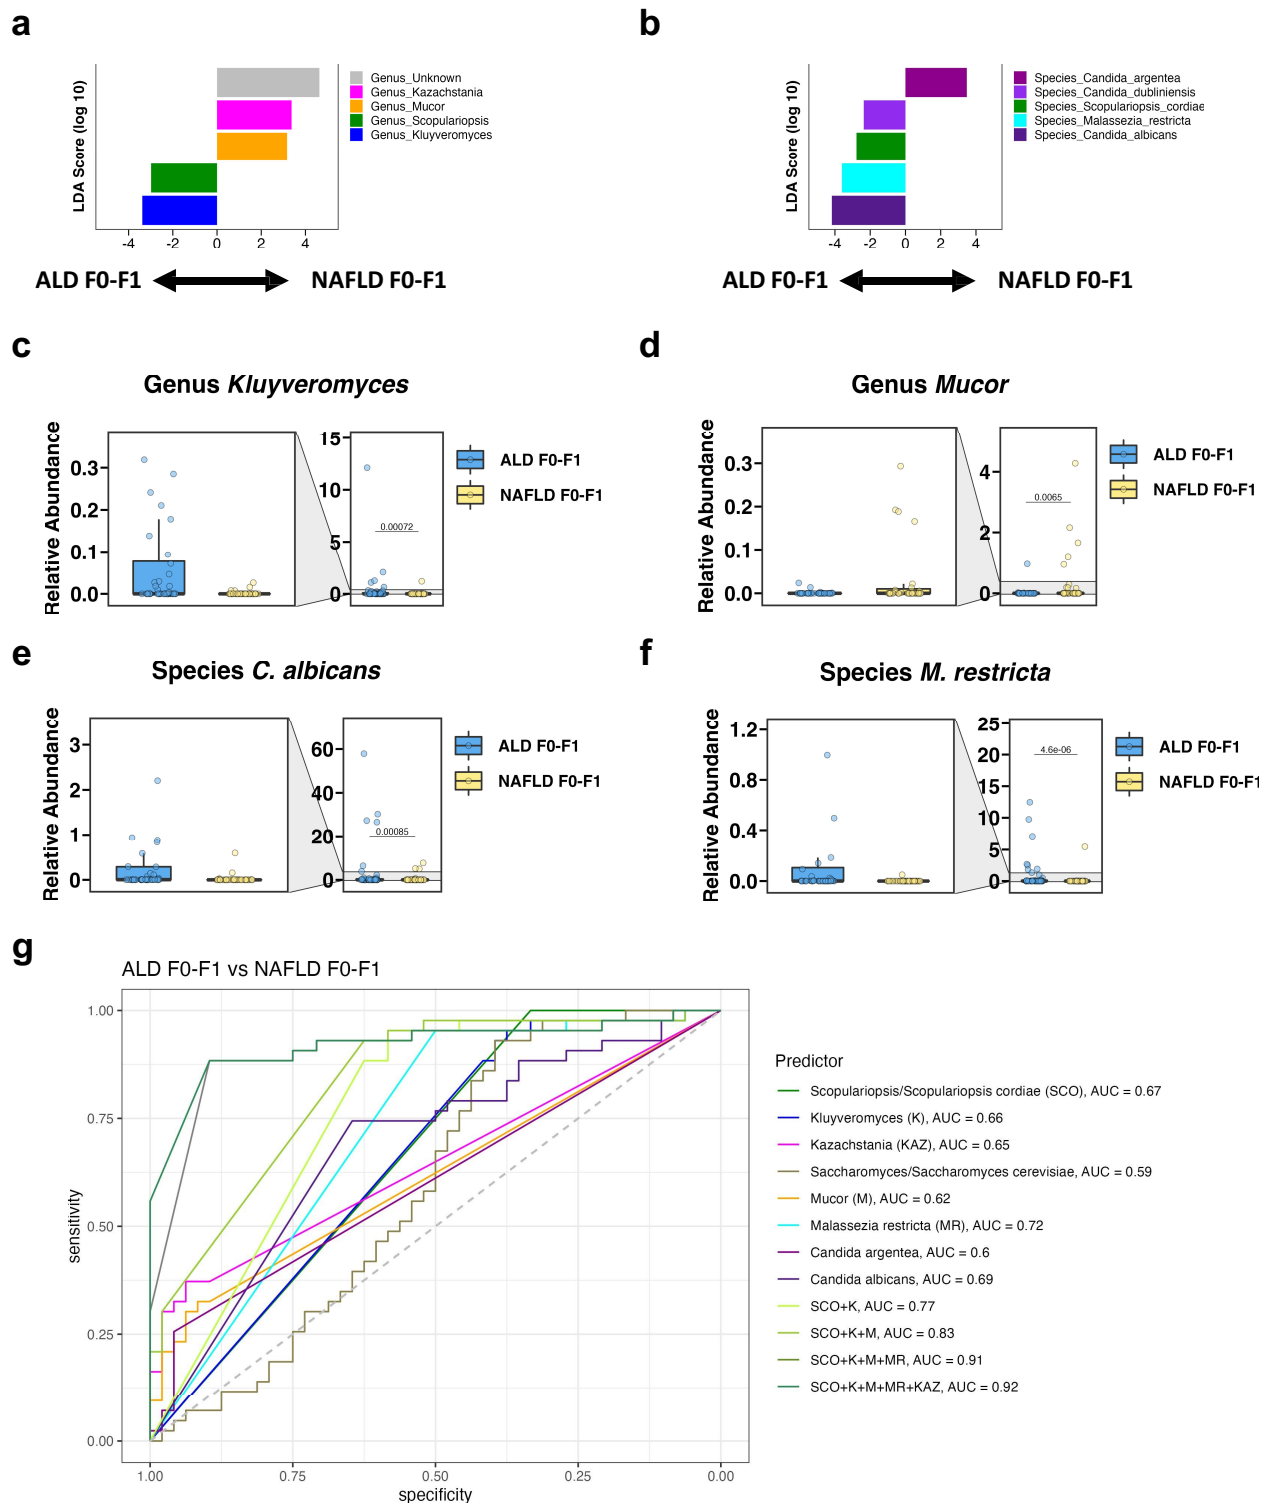 a
LDA Score (log 10)
Genus_Unknown
Genus_Kazachstania
Genus_Mucor
Genus_Scopulariopsis
Genus_Kluyveromyces
-4 -2 0 2 4
ALD F0-F1 NAFLD F0-F1
b
LDA Score (log 10)
Species_Candida_argentea
Species_Candida_dubliniensis
Species_Scopulariopsis_cordiae
Species_Malassezia_restricta
Species_Candida_albicans
-4 -2 0 2 4
ALD F0-F1 NAFLD F0-F1
c
Genus Kluyveromyces
Relative Abundance
0.3
0.2
0.1
0.0
15
10
5
0
0.00072
ALD F0-F1
NAFLD F0-F1
d
Genus Mucor
Relative Abundance
0.3
0.2
0.1
0.0
4
2
0
0.0065
ALD F0-F1
NAFLD F0-F1
e
Species C. albicans
Relative Abundance
3
2
1
0
60
40
20
0
0.00085
ALD F0-F1
NAFLD F0-F1
f
Species M. restricta
Relative Abundance
1.2
0.8
0.4
0.0
25
20
15
10
5
0
4.6e-06
ALD F0-F1
NAFLD F0-F1
g
ALD F0-F1 vs NAFLD F0-F1
sensitivity
1.00
0.75
0.50
0.25
0.00
1.00 0.75 0.50 0.25 0.00
specificity
Predictor
Scopulariopsis/Scopulariopsis cordiae (SCO), AUC = 0.67
Kluyveromyces (K), AUC = 0.66
Kazachstania (KAZ), AUC = 0.65
Saccharomyces/Saccharomyces cerevisiae, AUC = 0.59
Mucor (M), AUC = 0.62
Malassezia restricta (MR), AUC = 0.72
Candida argentea, AUC = 0.6
Candida albicans, AUC = 0.69
SCO+K, AUC = 0.77
SCO+K+M, AUC = 0.83
SCO+K+M+MR, AUC = 0.91
SCO+K+M+MR+KAZ, AUC = 0.92